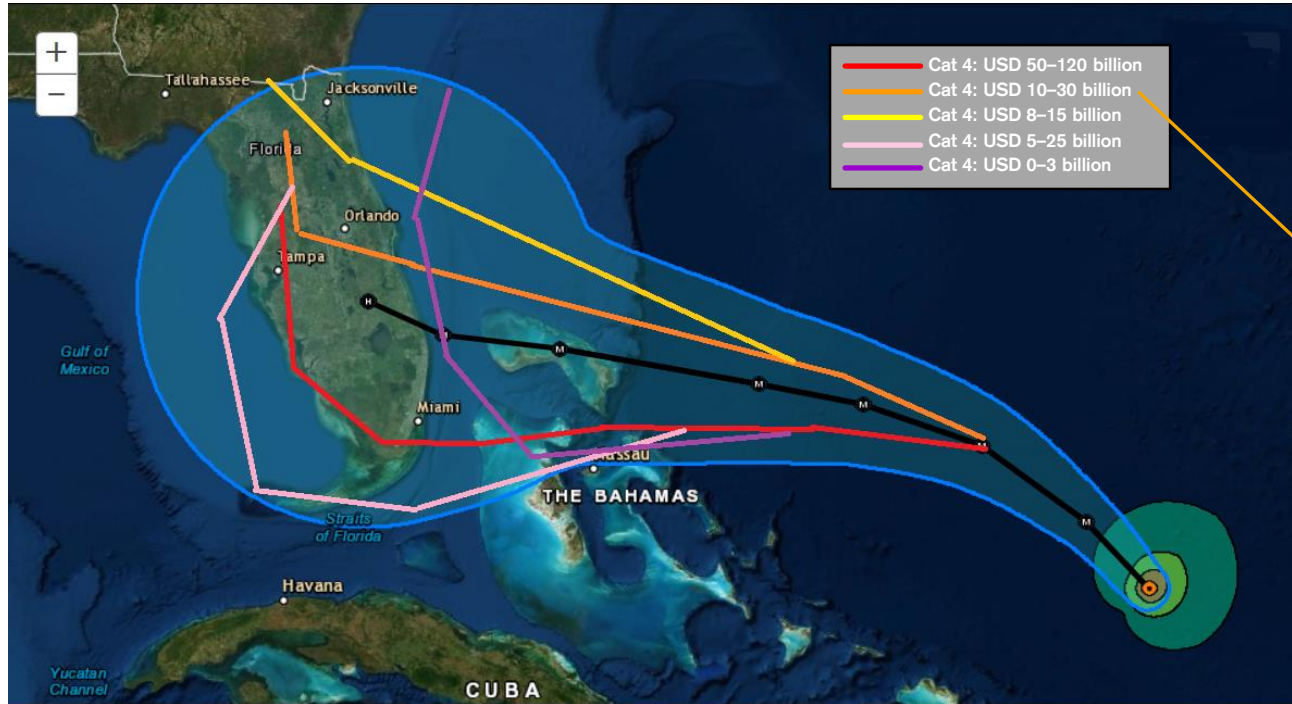 +
−
Tallahassee
Jacksonville
Florida
Orlando
Tampa
Miami
Gulf of
Mexico
Nassau
THE BAHAMAS
Straits
of Florida
Havana
Yucatan
Channel
CUBA
H
M
M
M
M
M
M
Cat 4: USD 50–120 billion
Cat 4: USD 10–30 billion
Cat 4: USD 8–15 billion
Cat 4: USD 5–25 billion
Cat 4: USD 0–3 billion